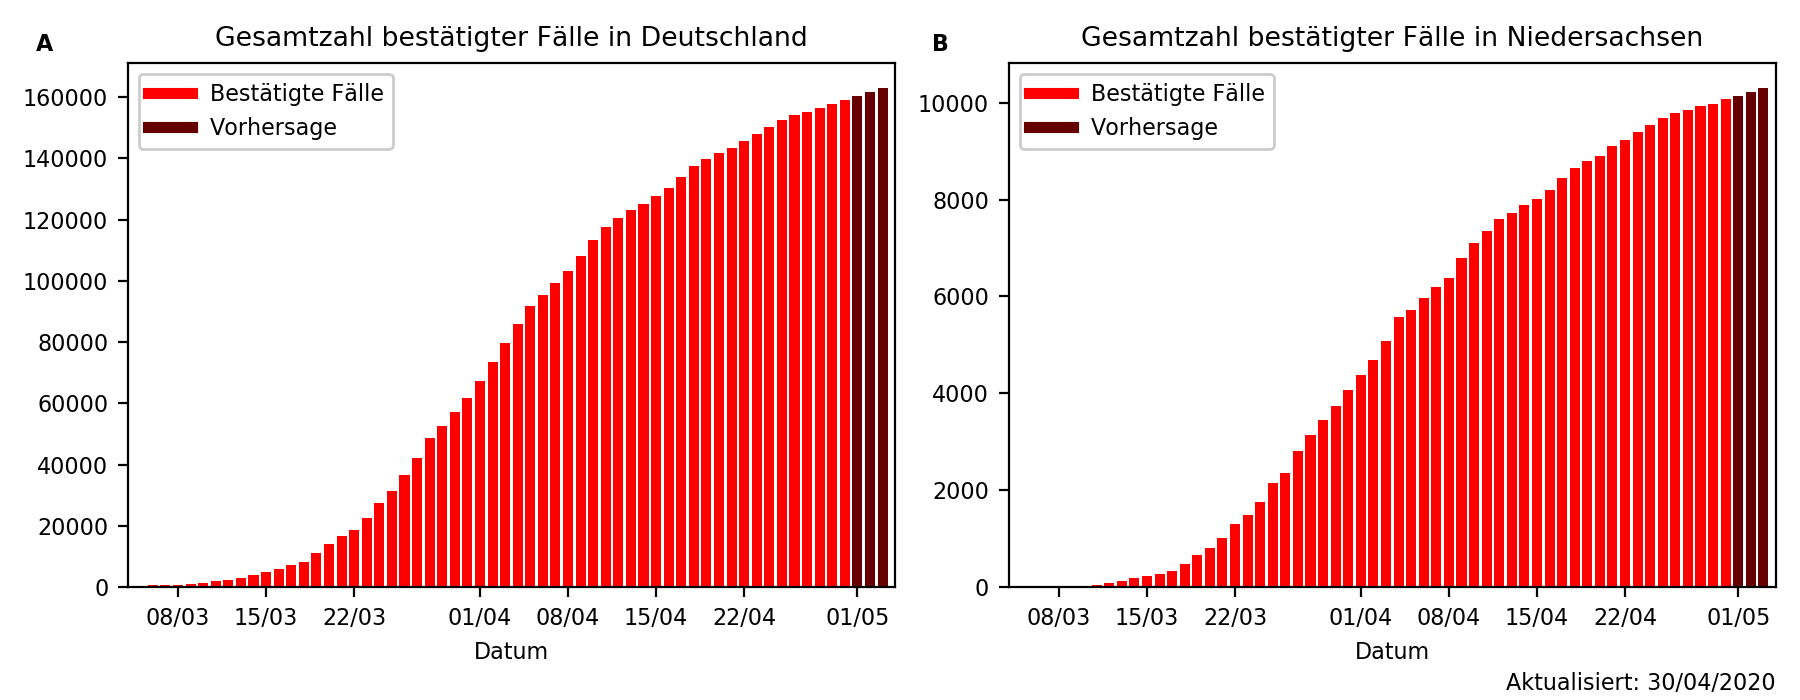 A
Gesamtzahl bestätigter Fälle in Deutschland
Bestätigte Fälle
Vorhersage
160000
140000
120000
100000
80000
60000
40000
20000
0
08/03 15/03 22/03 01/04 08/04 15/04 22/04 01/05
Datum
B
Gesamtzahl bestätigter Fälle in Niedersachsen
Bestätigte Fälle
Vorhersage
10000
8000
6000
4000
2000
0
08/03 15/03 22/03 01/04 08/04 15/04 22/04 01/05
Datum
Aktualisiert: 30/04/2020